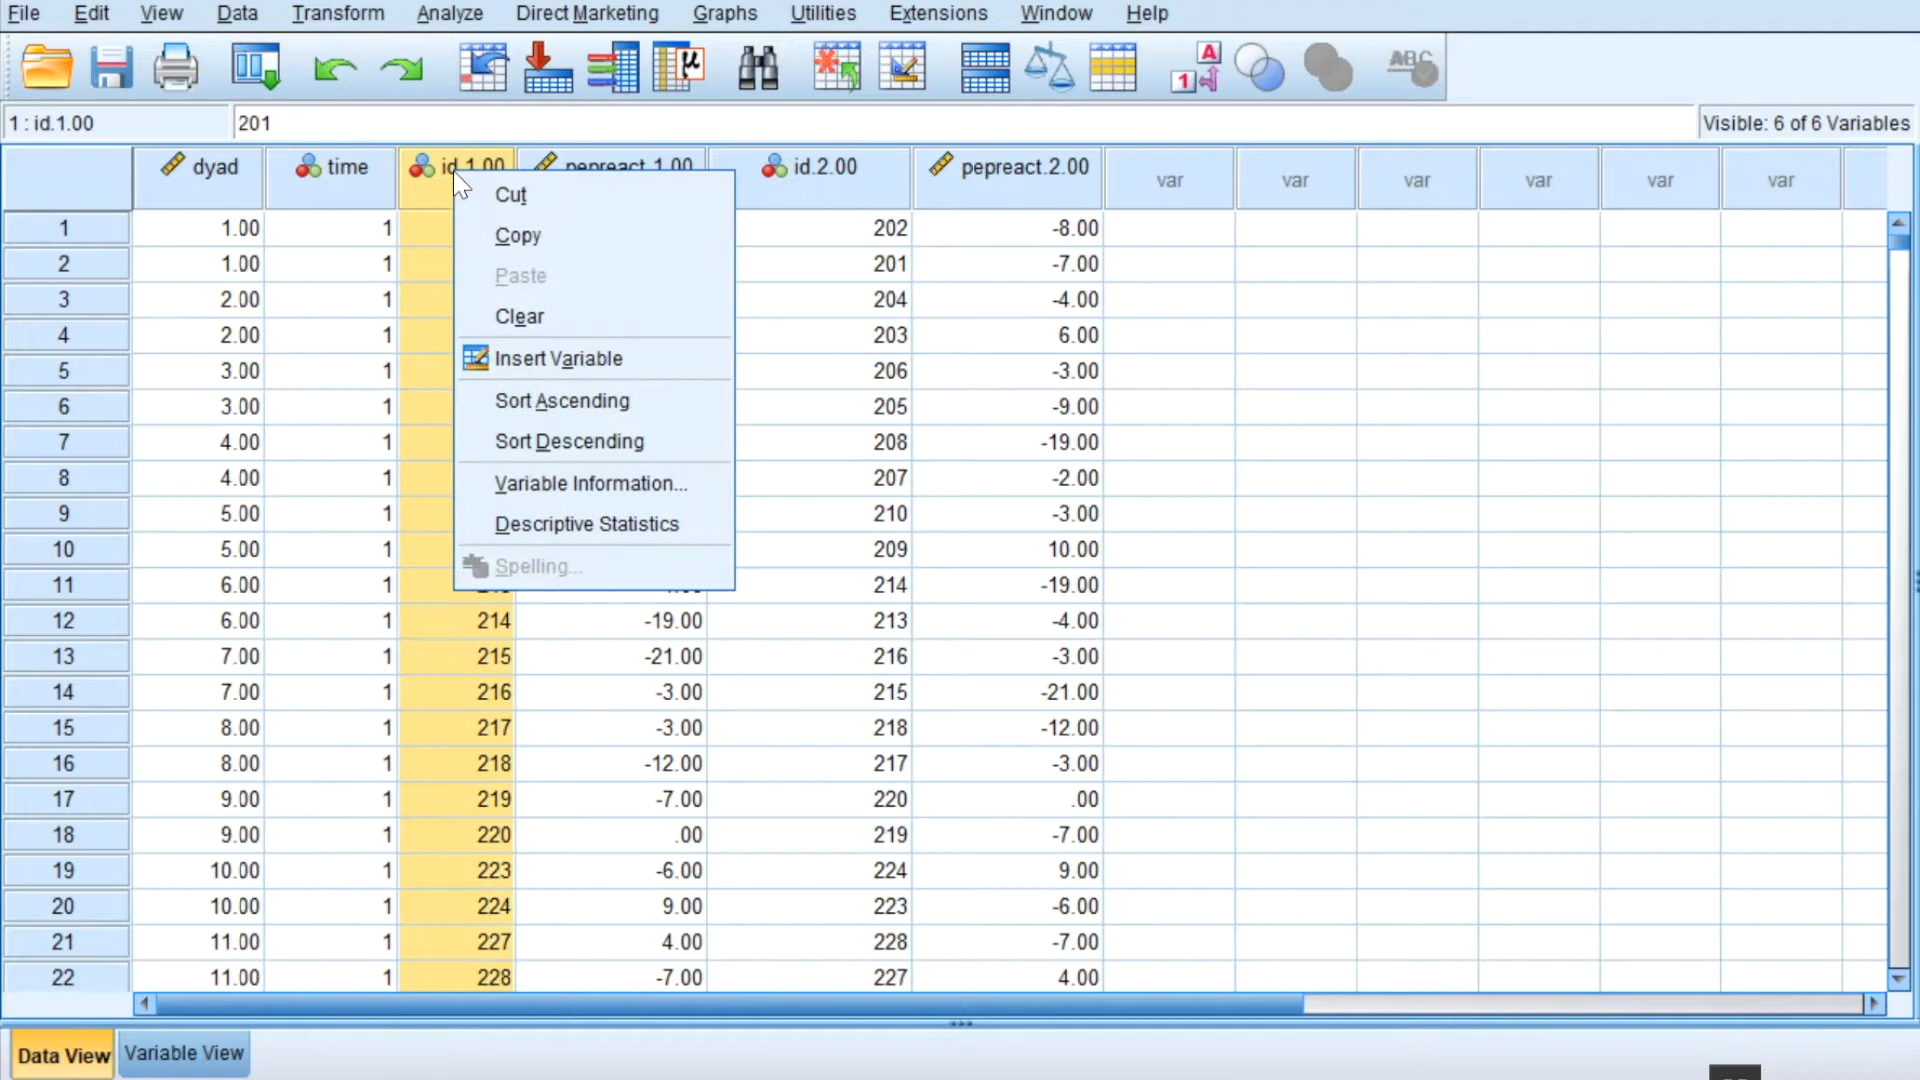 File Edit View Data Transform Analyze Direct Marketing Graphs Utilities Extensions Window Help
A
1
µ
ABC
1 : id.1.00 201 Visible: 6 of 6 Variables
dyad time id.1.00 pepreact.1.00 id.2.00 pepreact.2.00 var var var var var var
Cut
Copy
Paste
Clear
Insert Variable
Sort Ascending
Sort Descending
Variable Information...
Descriptive Statistics
Spelling...
1 1.00 1 202 -8.00
2 1.00 1 201 -7.00
3 2.00 1 204 -4.00
4 2.00 1 203 6.00
5 3.00 1 206 -3.00
6 3.00 1 205 -9.00
7 4.00 1 208 -19.00
8 4.00 1 207 -2.00
9 5.00 1 210 -3.00
10 5.00 1 209 10.00
11 6.00 1 214 -19.00
12 6.00 1 214 -19.00 213 -4.00
13 7.00 1 215 -21.00 216 -3.00
14 7.00 1 216 -3.00 215 -21.00
15 8.00 1 217 -3.00 218 -12.00
16 8.00 1 218 -12.00 217 -3.00
17 9.00 1 219 -7.00 220 .00
18 9.00 1 220 .00 219 -7.00
19 10.00 1 223 -6.00 224 9.00
20 10.00 1 224 9.00 223 -6.00
21 11.00 1 227 4.00 228 -7.00
22 11.00 1 228 -7.00 227 4.00
Data View Variable View